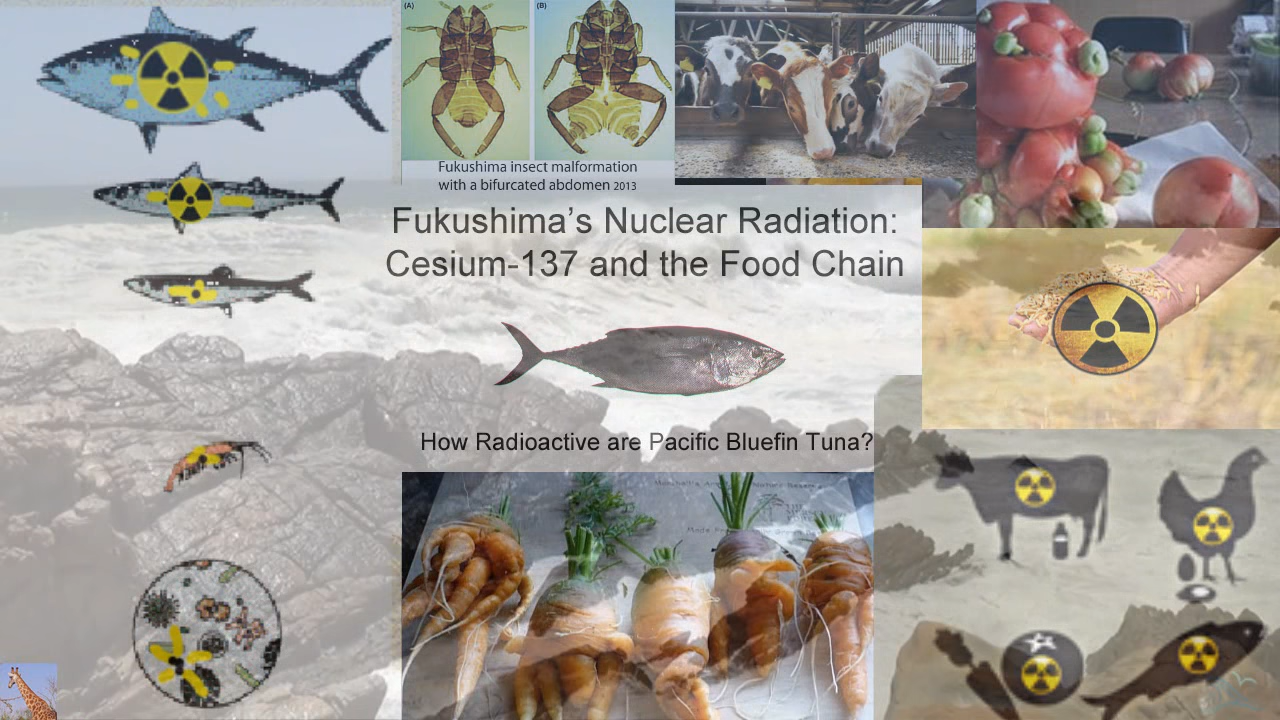 (A)
(B)
Fukushima insect malformation
with a bifurcated abdomen 2013
Fukushima’s Nuclear Radiation:
Cesium-137 and the Food Chain
How Radioactive are Pacific Bluefin Tuna?